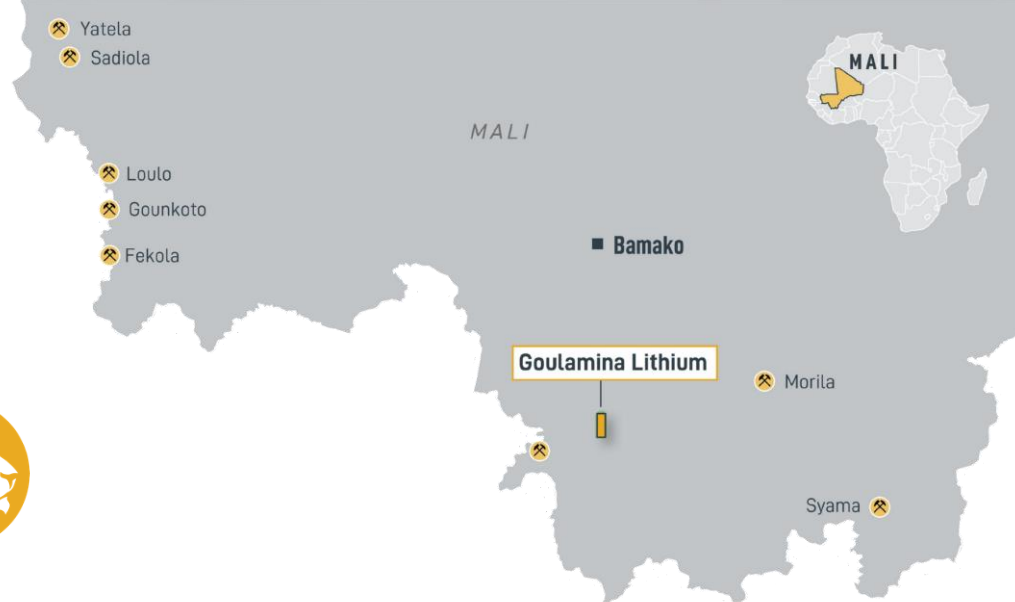 Yatela
Sadiola
MALI
MALI
Loulo
Gounkoto
Bamako
Fekola
Goulamina Lithium
Morila
Syama